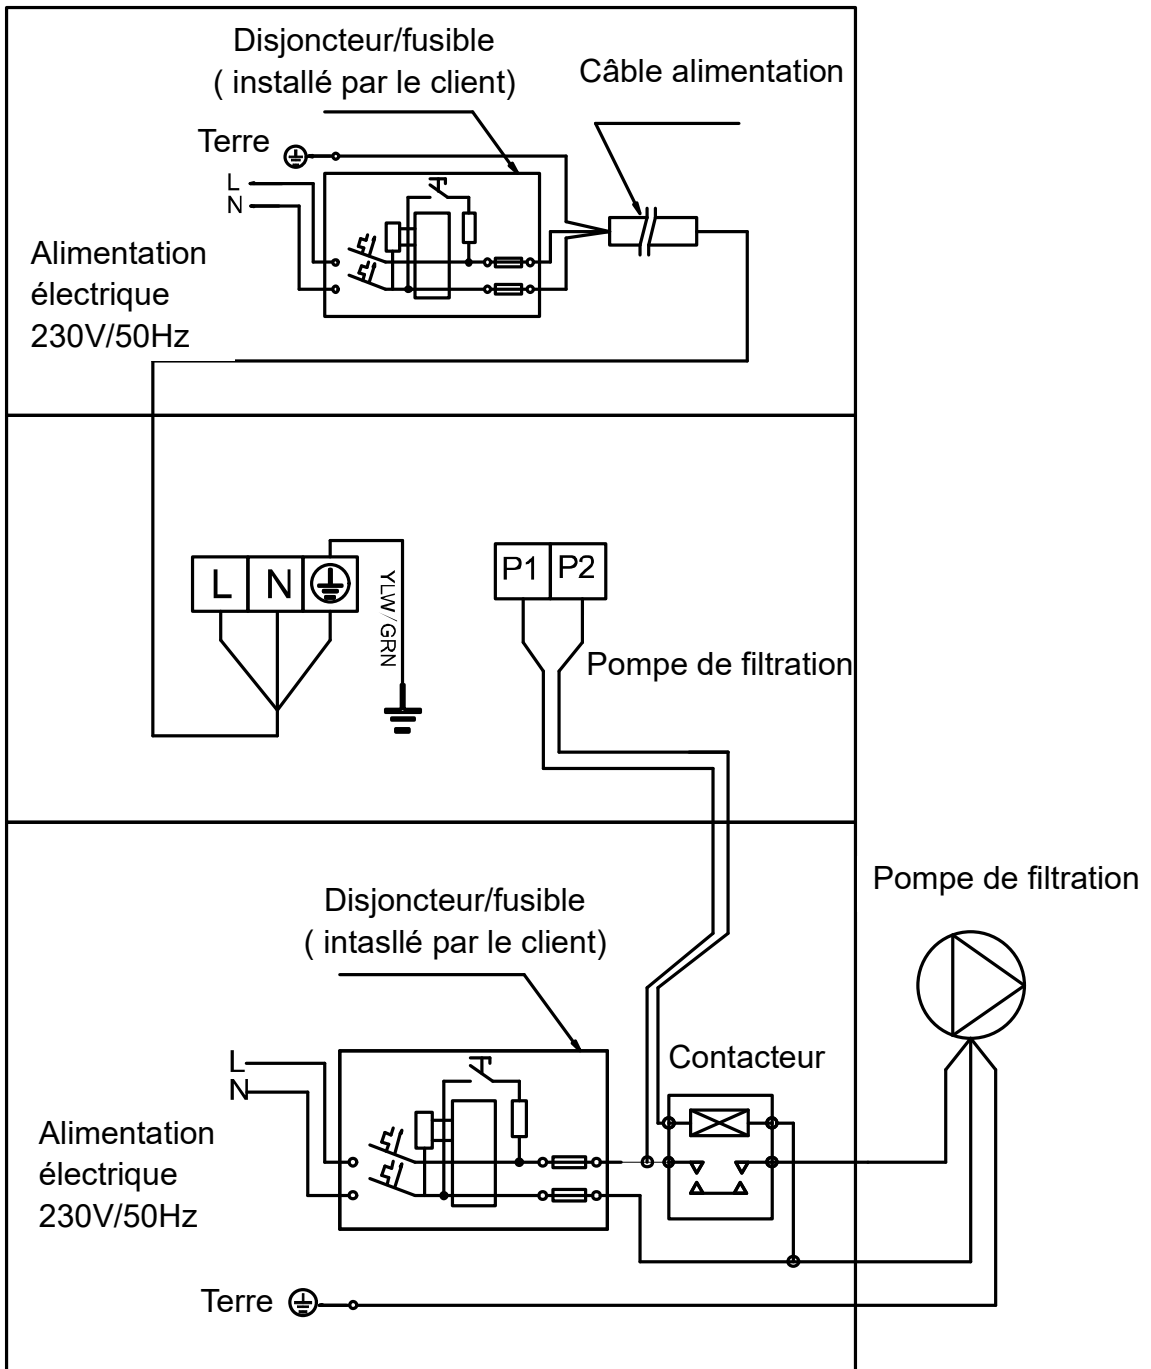 Disjoncteur/fusible
( installé par le client)
Câble alimentation
Terre
L
N
Alimentation
électrique
230V/50Hz
L N
YLW/GRN
P1 P2
Pompe de filtration
Pompe de filtration
Disjoncteur/fusible
( intasllé par le client)
Contacteur
L
N
Alimentation
électrique
230V/50Hz
Terre